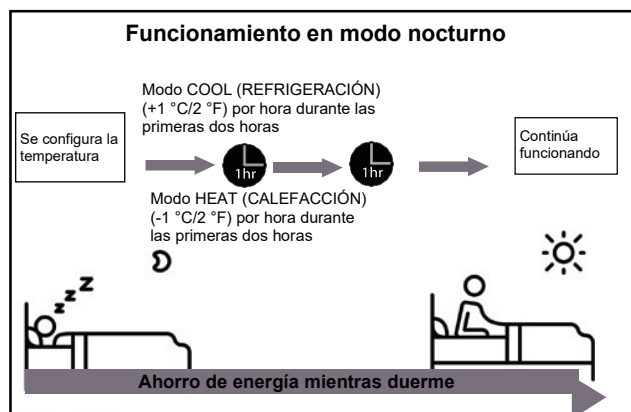 Funcionamiento en modo nocturno
Modo COOL (REFRIGERACIÓN)
(+1 °C/2 °F) por hora durante las
primeras dos horas
Se configura la
temperatura
1hr
1hr
Continúa
funcionando
Modo HEAT (CALEFACCIÓN)
(-1 °C/2 °F) por hora durante
las primeras dos horas
z z z z
Ahorro de energía mientras duerme